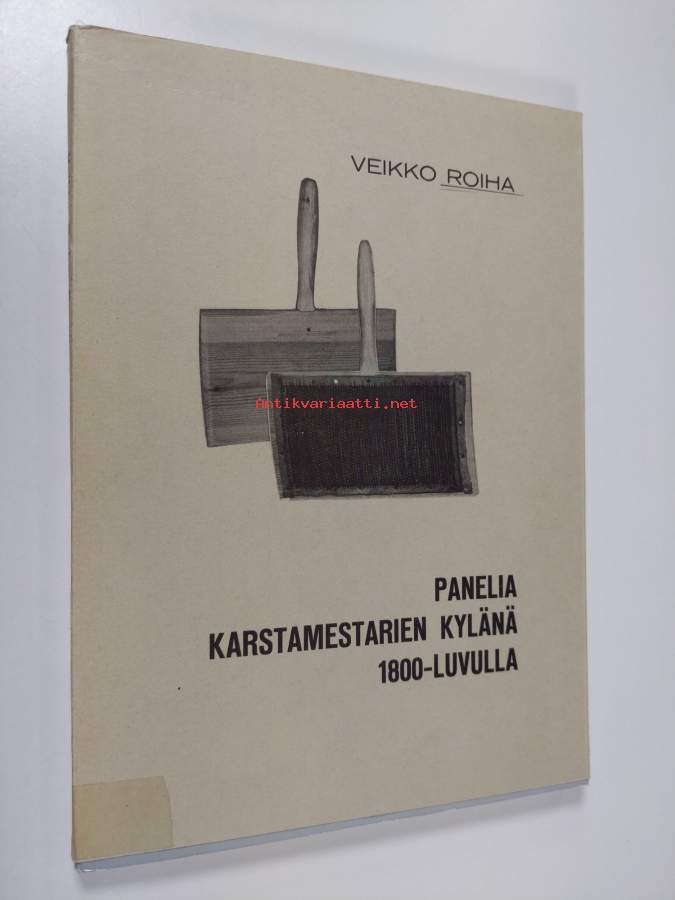 VEIKKO ROIHA
Antikvariaatti.net
PANELIA
KARSTAMESTARIEN KYLÄNÄ
1800-LUVULLA